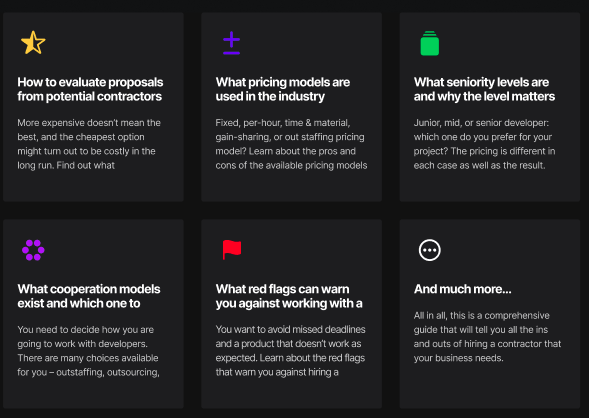 How to evaluate proposals
from potential contractors
More expensive doesn't mean the
best, and the cheapest option
might turn out to be costly in the
long run. Find out what
What pricing models are
used in the industry
Fixed, per-hour, time & material,
gain-sharing, or out staffing pricing
model? Learn about the pros and
cons of the available pricing models
What seniority levels are
and why the level matters
Junior, mid, or senior developer:
which one do you prefer for your
project? The pricing is different in
each case as well as the result.
What cooperation models
exist and which one to
You need to decide how you are
going to work with developers.
There are many choices available
for you – outstaffing, outsourcing,
What red flags can warn
you against working with a
You want to avoid missed deadlines
and a product that doesn't work as
expected. Learn about the red flags
that warn you against hiring a
And much more...
All in all, this is a comprehensive
guide that will tell you all the ins
and outs of hiring a contractor that
your business needs.